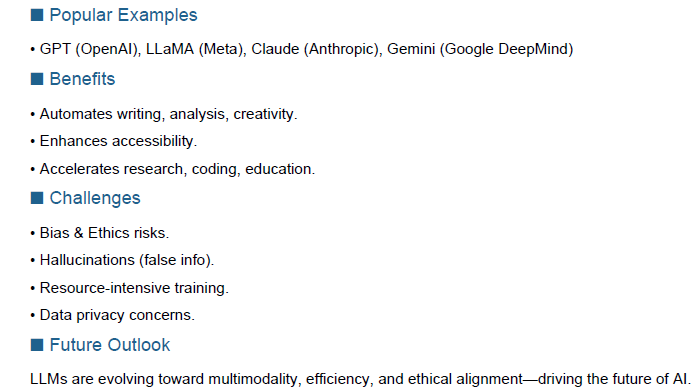 ■ Popular Examples
• GPT (OpenAI), LLaMA (Meta), Claude (Anthropic), Gemini (Google DeepMind)
■ Benefits
• Automates writing, analysis, creativity.
• Enhances accessibility.
• Accelerates research, coding, education.
■ Challenges
• Bias & Ethics risks.
• Hallucinations (false info).
• Resource-intensive training.
• Data privacy concerns.
■ Future Outlook
LLMs are evolving toward multimodality, efficiency, and ethical alignment—driving the future of AI.